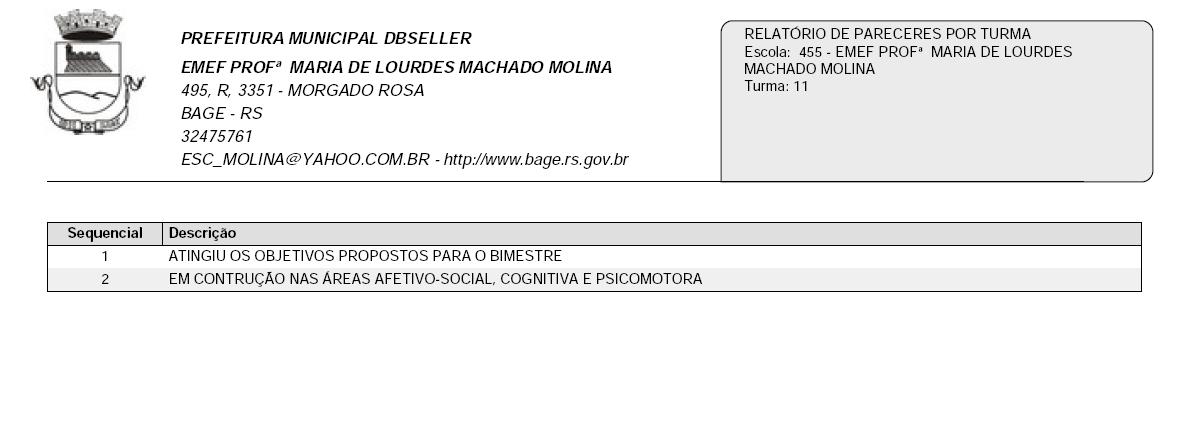 PREFEITURA MUNICIPAL DBSELLER
EMEF PROFª MARIA DE LOURDES MACHADO MOLINA
495, R, 3351 - MORGADO ROSA
BAGE - RS
32475761
ESC_MOLINA@YAHOO.COM.BR - http://www.bage.rs.gov.br
RELATÓRIO DE PARECERES POR TURMA
Escola: 455 - EMEF PROFª MARIA DE LOURDES
MACHADO MOLINA
Turma: 11
Sequencial Descrição
1 ATINGIU OS OBJETIVOS PROPOSTOS PARA O BIMESTRE
2 EM CONTRUÇÃO NAS ÁREAS AFETIVO-SOCIAL, COGNITIVA E PSICOMOTORA